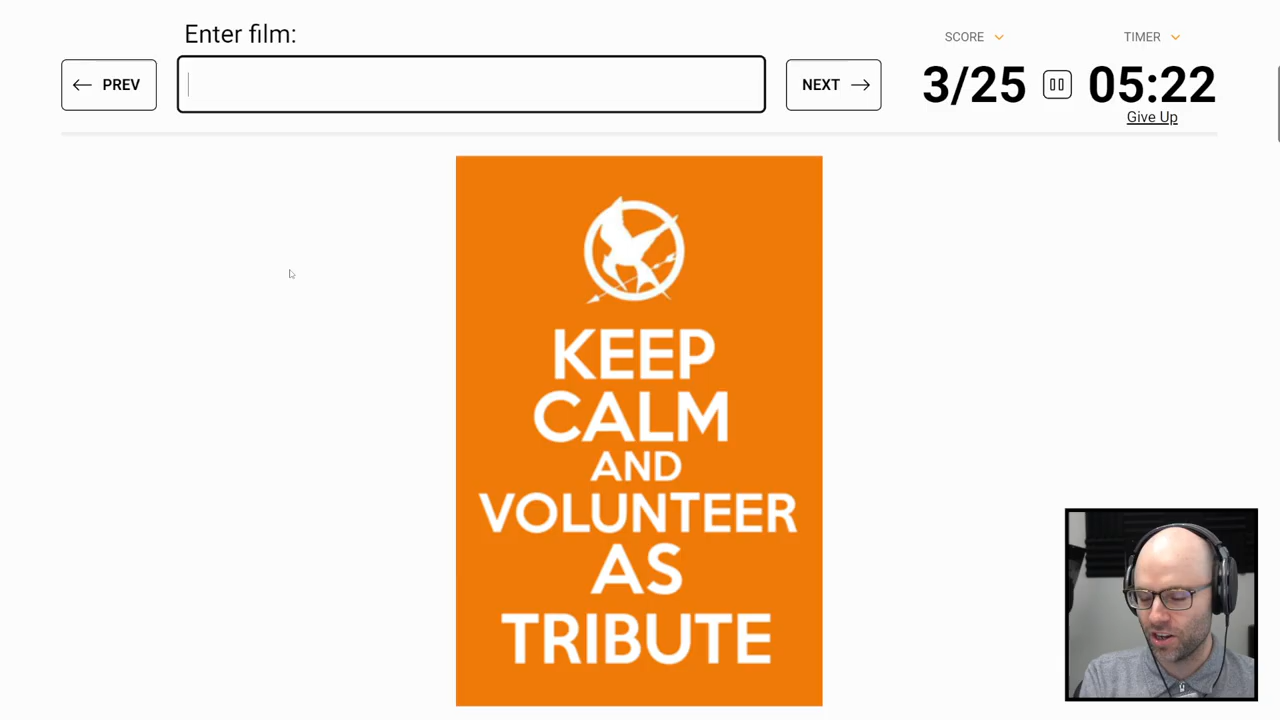 Enter film:
PREV
NEXT
SCORE
3/25
TIMER
05:22
Give Up
KEEP
CALM
AND
VOLUNTEER
AS
TRIBUTE